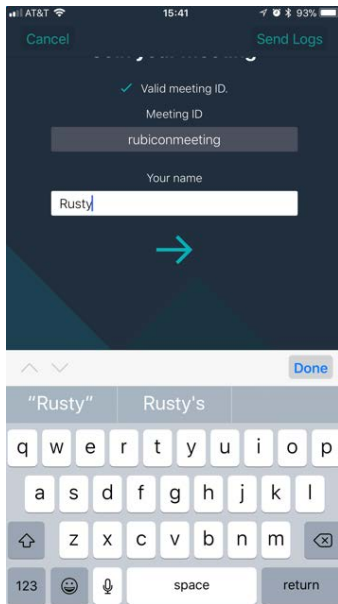 AT&T 15:41 93%
Cancel Send Logs
Valid meeting ID.
Meeting ID
rubiconmeeting
Your name
Rusty
Done
“Rusty” Rusty's
q w e r t y u i o p
a s d f g h j k l
z x c v b n m
123 space return